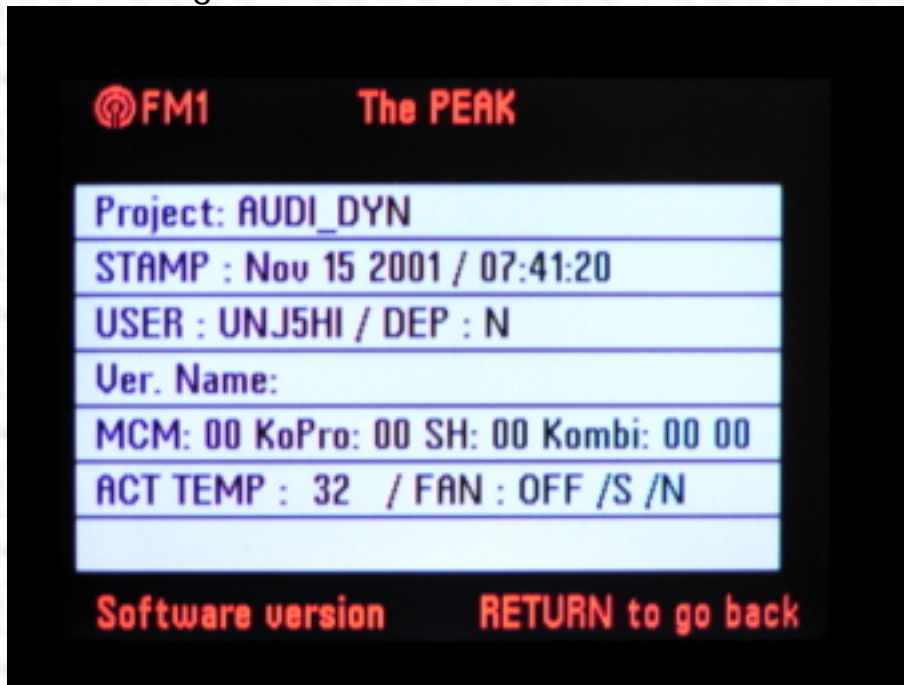 FM1 The PEAK
Project: AUDI_DYN
STAMP : Nov 15 2001 / 07:41:20
USER : UNJ5HI / DEP : N
Ver. Name:
MCM: 00 KoPro: 00 SH: 00 Kombi: 00 00
ACT TEMP : 32 / FAN : OFF /S /N
Software version RETURN to go back